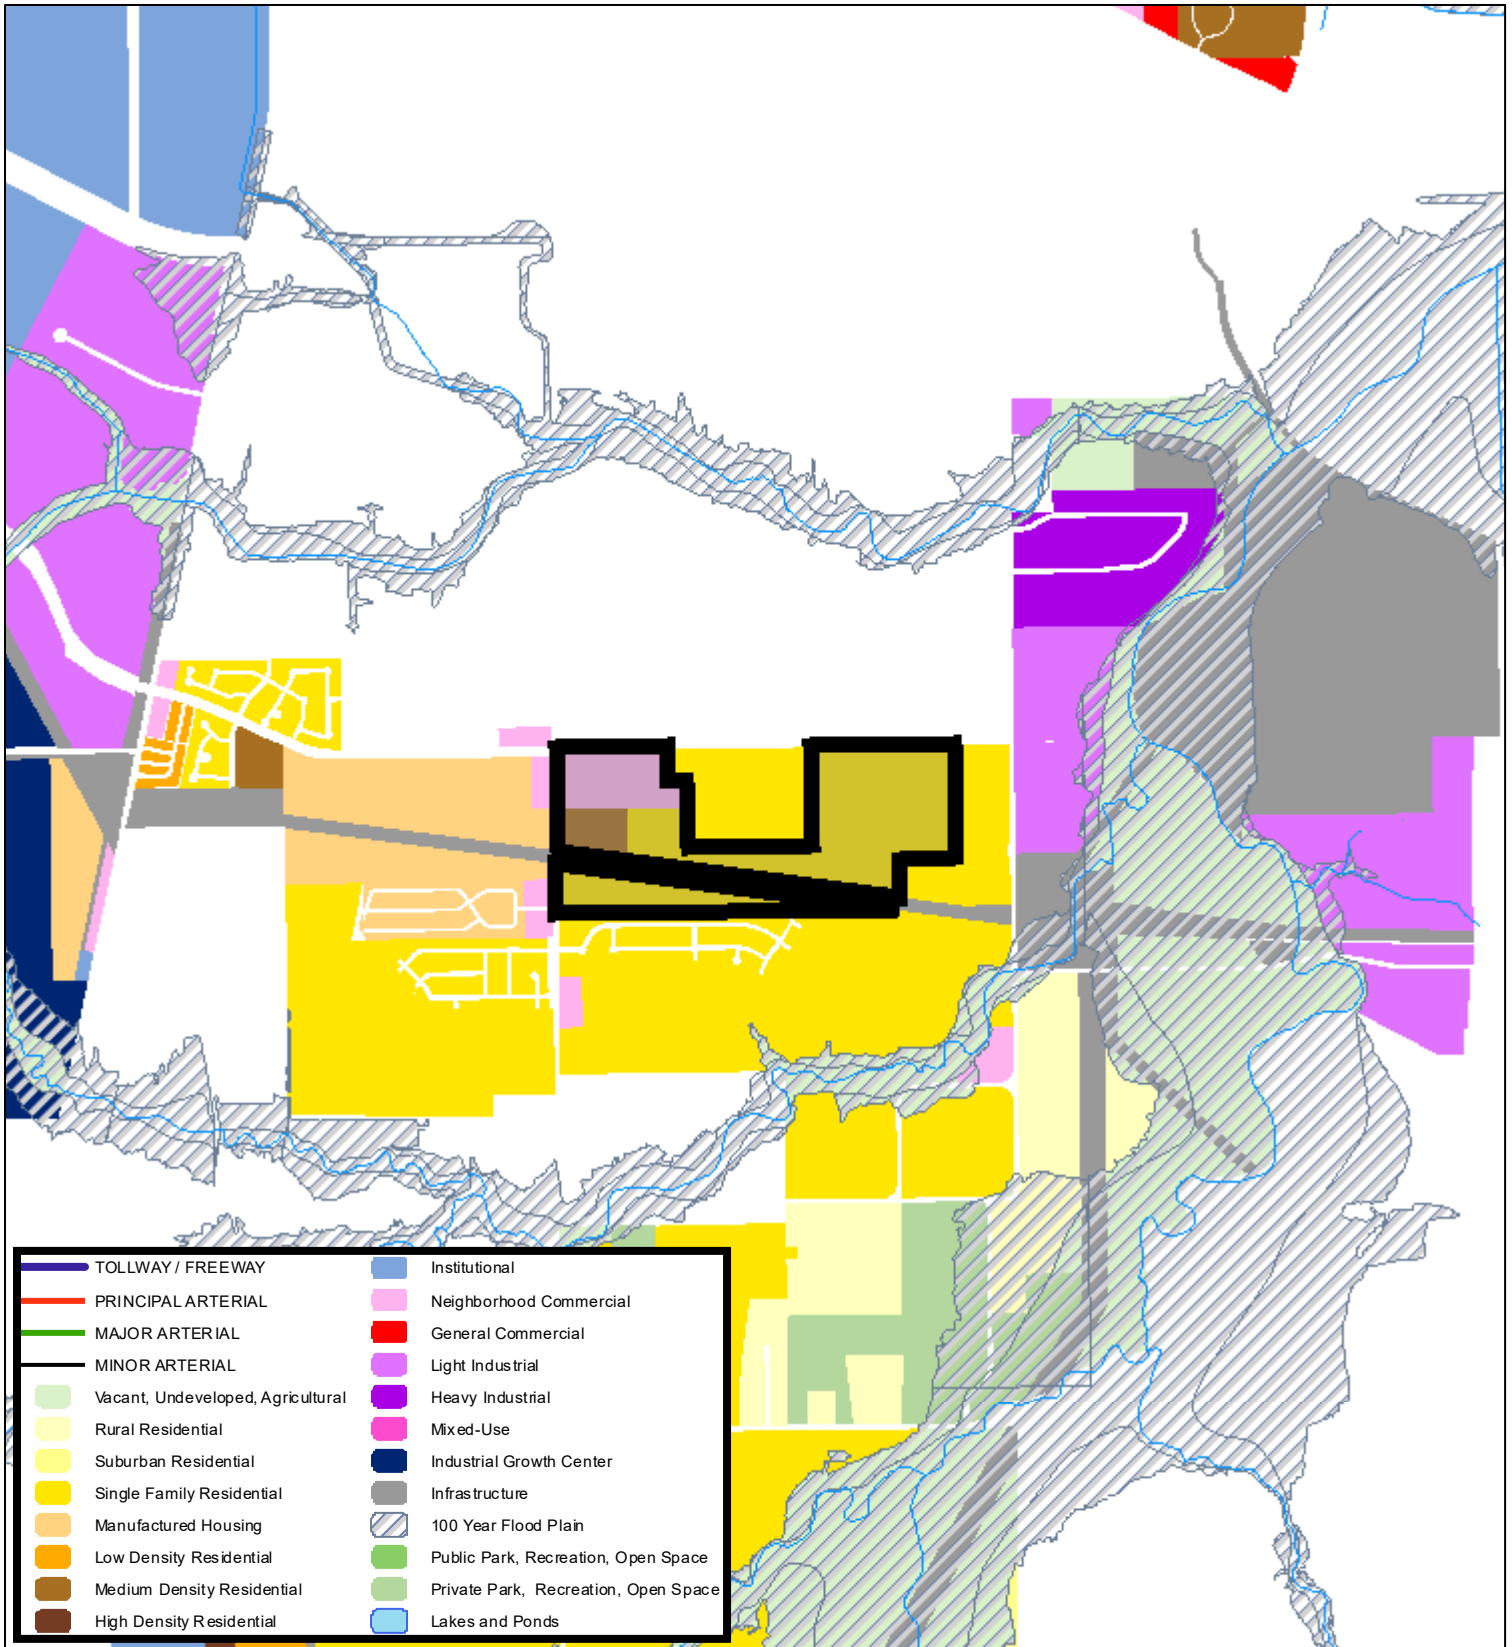 TOLLWAY / FREEWAY
PRINCIPAL ARTERIAL
MAJOR ARTERIAL
MINOR ARTERIAL
Vacant, Undeveloped, Agricultural
Rural Residential
Suburban Residential
Single Family Residential
Manufactured Housing
Low Density Residential
Medium Density Residential
High Density Residential
Institutional
Neighborhood Commercial
General Commercial
Light Industrial
Heavy Industrial
Mixed-Use
Industrial Growth Center
Infrastructure
100 Year Flood Plain
Public Park, Recreation, Open Space
Private Park, Recreation, Open Space
Lakes and Ponds